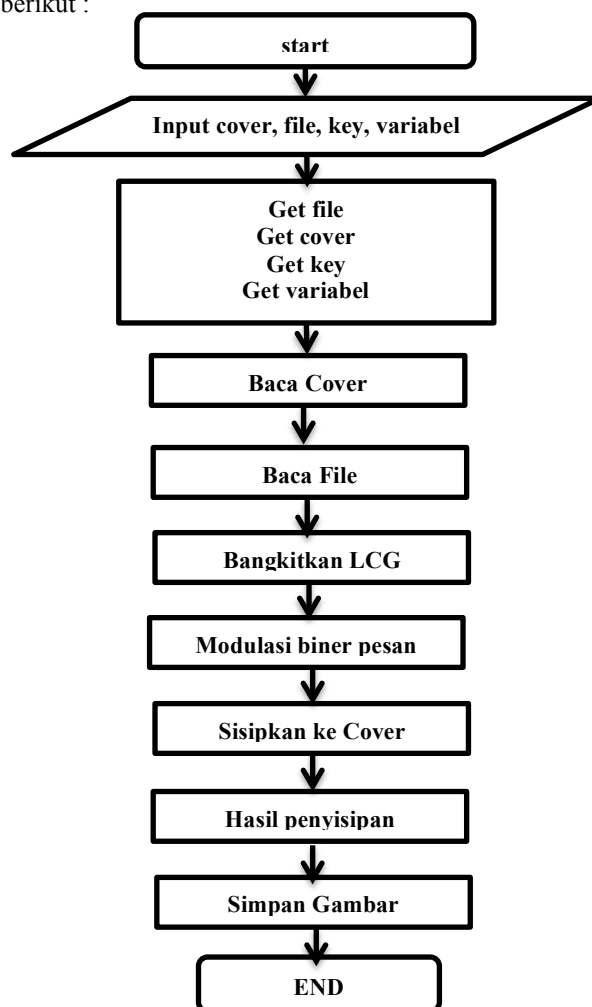 berikut :
start
Input cover, file, key, variabel
Get file
Get cover
Get key
Get variabel
Baca Cover
Baca File
Bangkitkan LCG
Modulasi biner pesan
Sisipkan ke Cover
Hasil penyisipan
Simpan Gambar
END